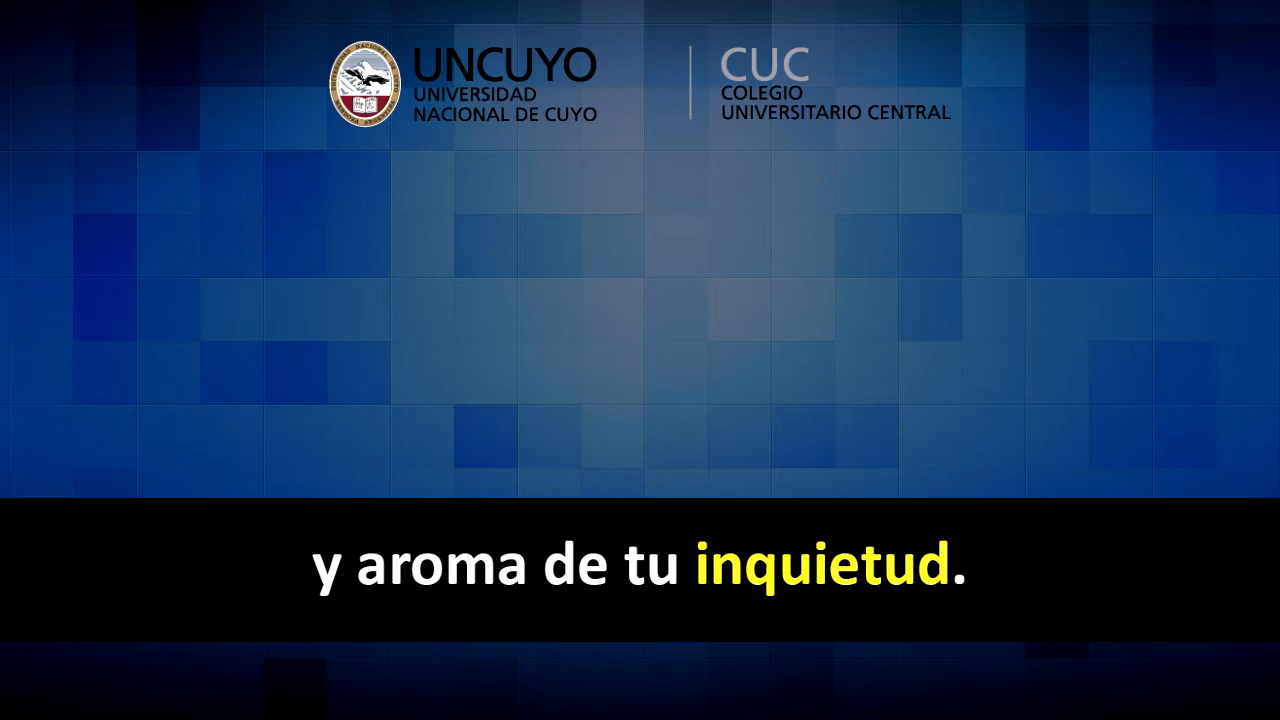 UNCUYO
UNIVERSIDAD
NACIONAL DE CUYO
CUC
COLEGIO
UNIVERSITARIO CENTRAL
y aroma de tu inquietud.